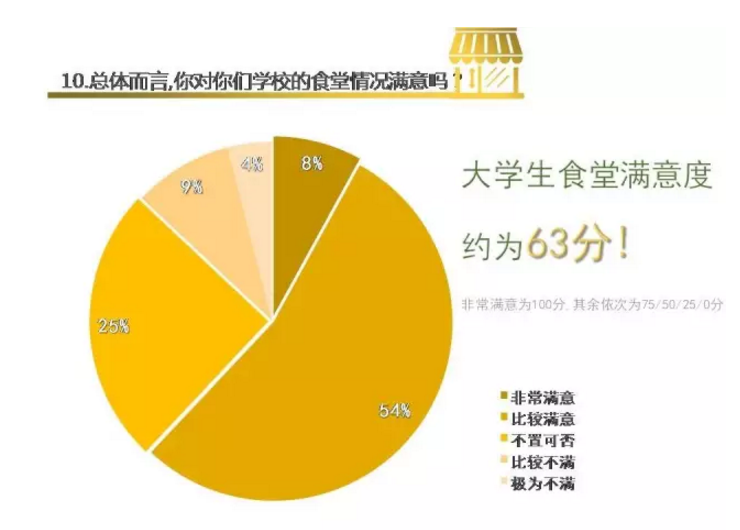 10.总体而言,你对你们学校的食堂情况满意吗?
4%
8%
9%
大学生食堂满意度
约为63分!
非常满意为100分,其余依次为75/50/25/0分
25%
54%
非常满意
比较满意
不置可否
比较不满
极为不满